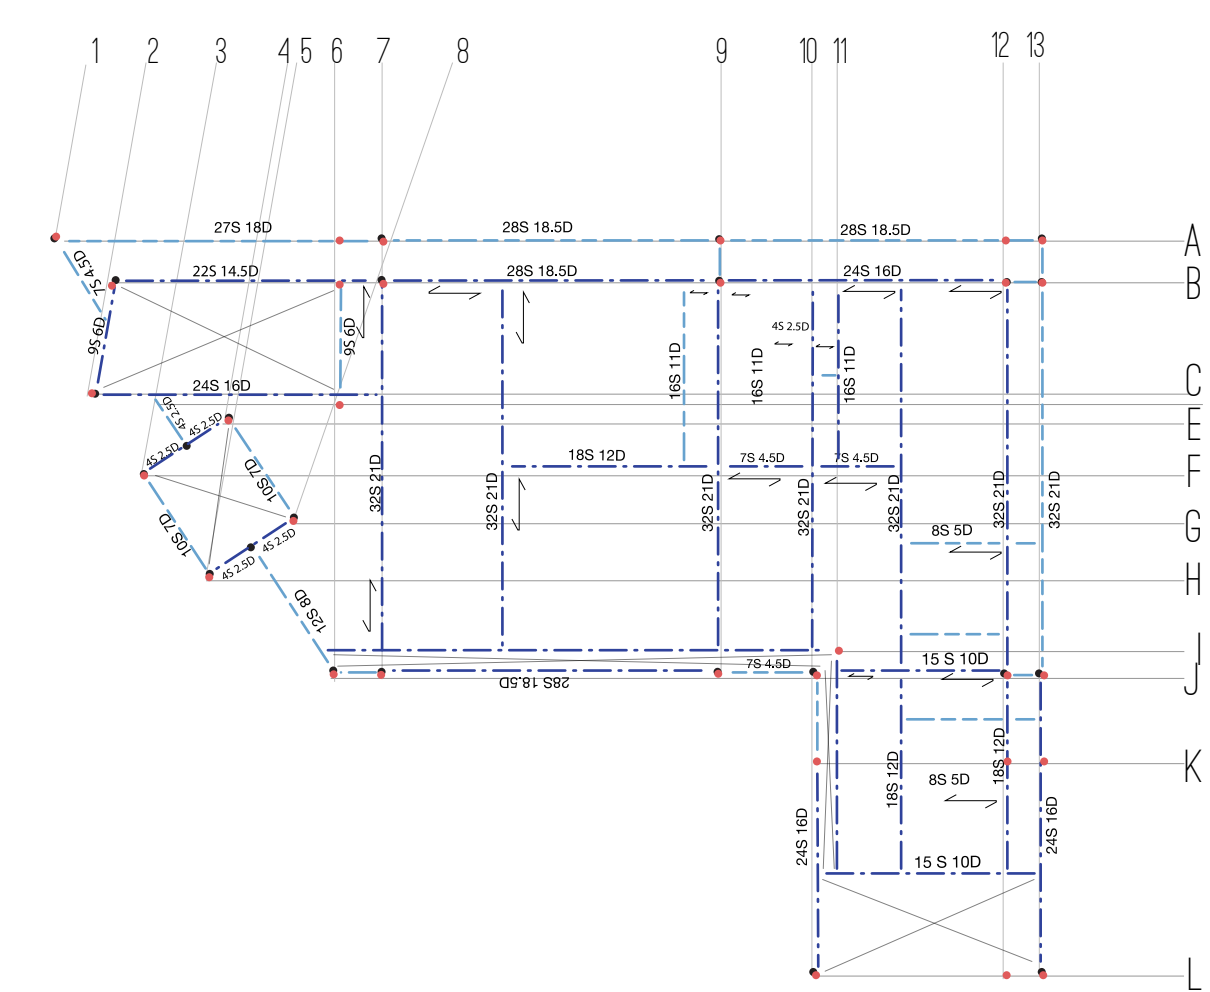 1 2 3 4 5 6 7 8 9 10 11 12 13
27S 18D
28S 18.5D
28S 18.5D
A
7S 4.5D
22S 14.5D
28S 18.5D
24S 16D
B
9S 6D
9S 6D
4S 2.5D
16S 11D
16S 11D
16S 11D
24S 16D
C
4S 2.5D
4S 2.5D
E
4S 2.5D
10S 7D
18S 12D
7S 4.5D
7S 4.5D
F
32S 21D
32S 21D
32S 21D
32S 21D
32S 21D
32S 21D
32S 21D
10S 7D
8S 5D
G
4S 2.5D
4S 2.5D
H
12S 8D
I
7S 4.5D
15 S 10D
28S 18.5D
J
18S 12D
18S 12D
K
8S 5D
24S 16D
24S 16D
15 S 10D
L